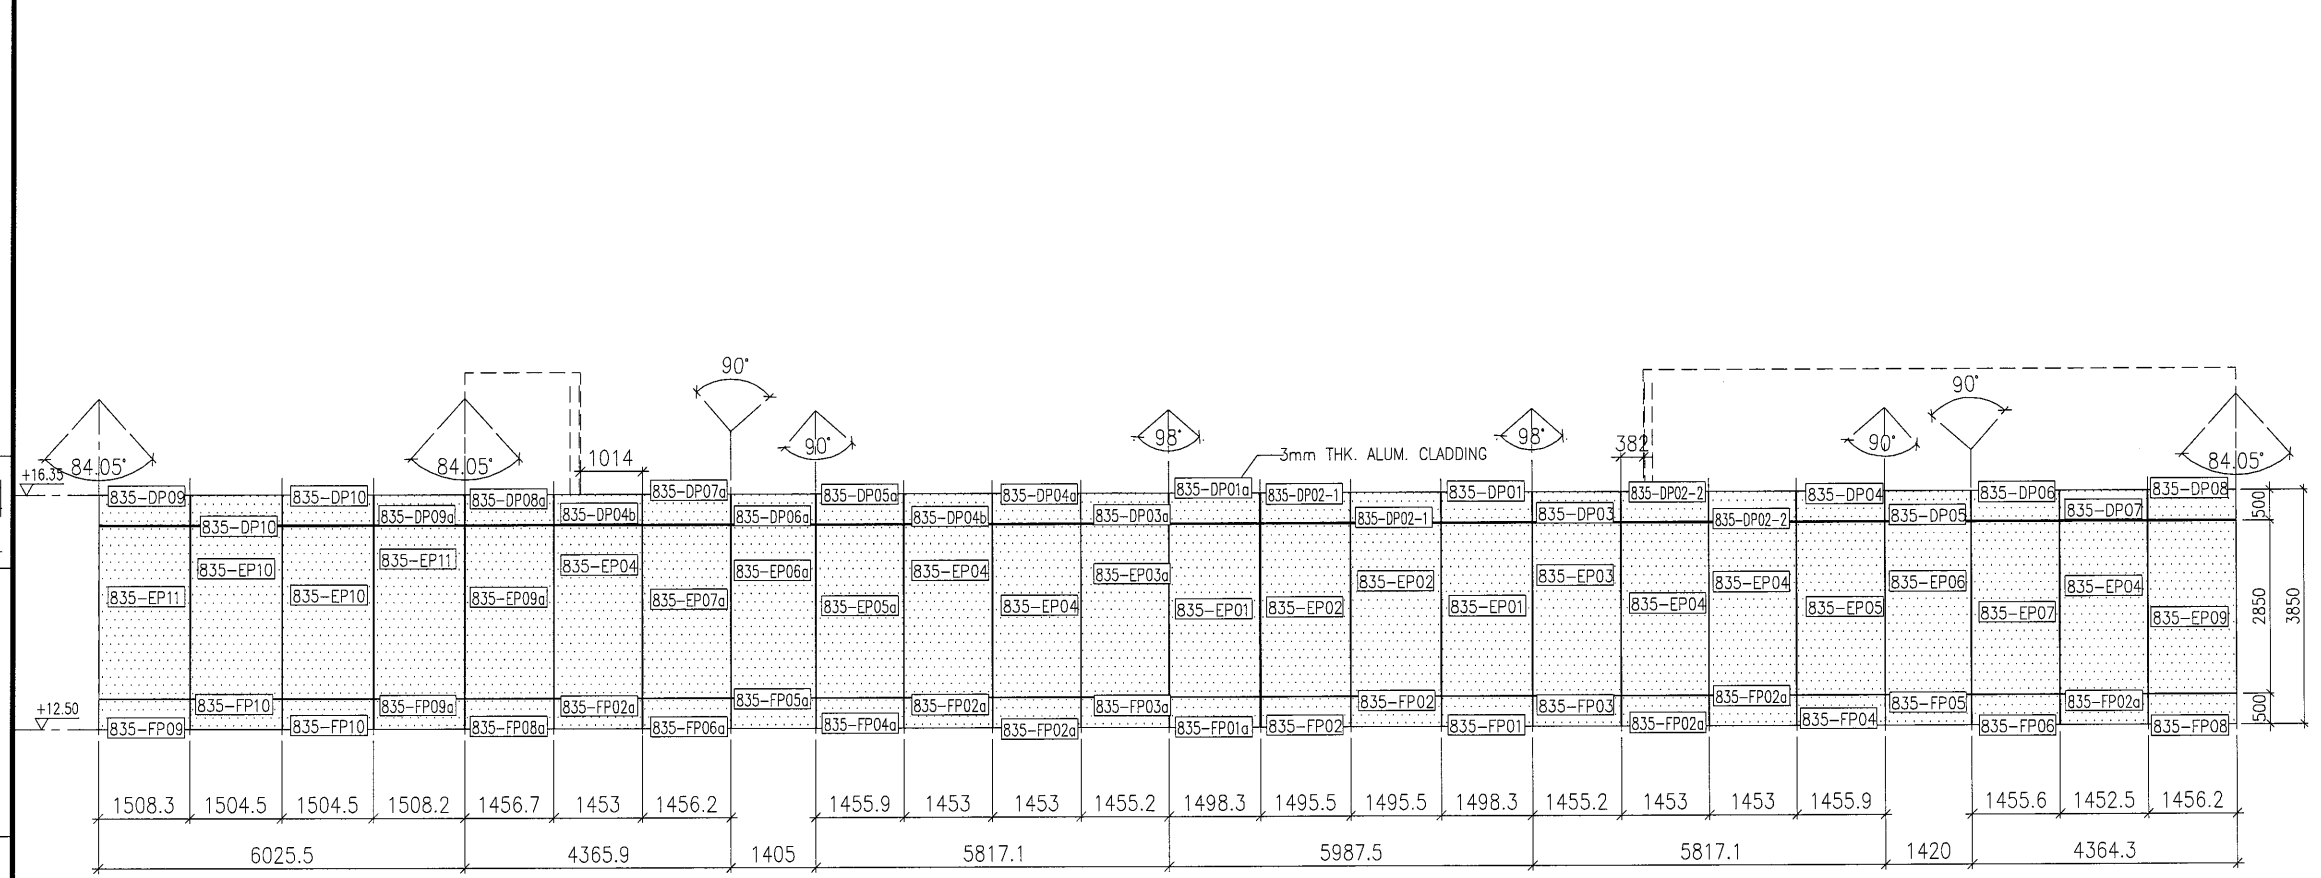 90°
90°
98°
98°
90°
90°
90°
84.05°
84.05°
84.05°
1014
382
3mm THK. ALUM. CLADDING
+16.35
835-DP09
835-DP10
835-DP10
835-DP09a
835-DP08a
835-DP04b
835-DP07a
835-DP06a
835-DP05a
835-DP04b
835-DP04a
835-DP03a
835-DP01a
835-DP02-1
835-DP02-1
835-DP01
835-DP03
835-DP02-2
835-DP02-2
835-DP04
835-DP05
835-DP06
835-DP07
835-DP08
500
835-EP11
835-EP10
835-EP10
835-EP11
835-EP09a
835-EP04
835-EP07a
835-EP06a
835-EP05a
835-EP04
835-EP04
835-EP03a
835-EP01
835-EP02
835-EP02
835-EP01
835-EP03
835-EP04
835-EP04
835-EP05
835-EP06
835-EP07
835-EP04
835-EP09
2850
3850
+12.50
835-FP09
835-FP10
835-FP10
835-FP09a
835-FP08a
835-FP02a
835-FP06a
835-FP05a
835-FP04a
835-FP02a
835-FP02a
835-FP03a
835-FP01a
835-FP02
835-FP02
835-FP01
835-FP03
835-FP02a
835-FP02a
835-FP04
835-FP05
835-FP06
835-FP02a
835-FP08
500
1508.3 1504.5 1504.5 1508.2 1456.7 1453 1456.2 1455.9 1453 1453 1455.2 1498.3 1495.5 1495.5 1498.3 1455.2 1453 1453 1455.9 1455.6 1452.5 1456.2
6025.5 4365.9 1405 5817.1 5987.5 5817.1 1420 4364.3